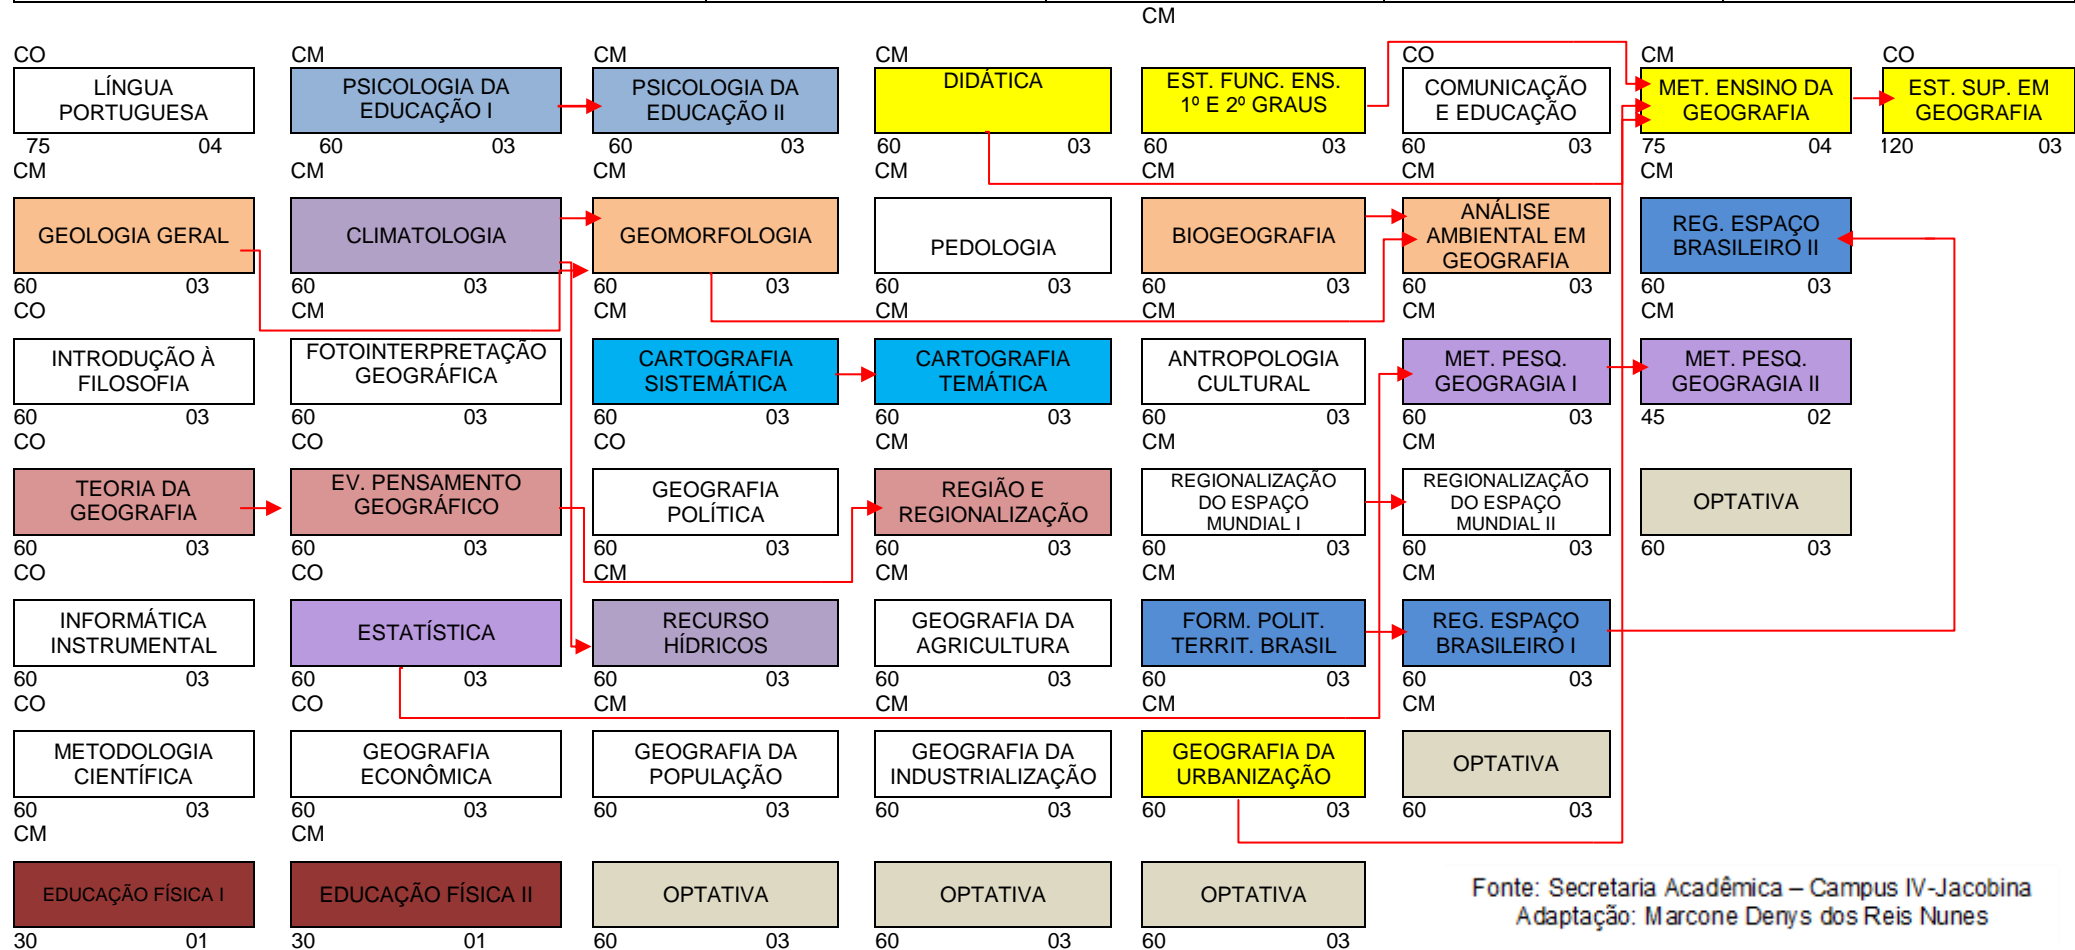 CM
CO CM CM CM CO CM CO
LÍNGUA PORTUGUESA
PSICOLOGIA DA EDUCAÇÃO I
PSICOLOGIA DA EDUCAÇÃO II
DIDÁTICA
EST. FUNC. ENS. 1º E 2º GRAUS
COMUNICAÇÃO E EDUCAÇÃO
MET. ENSINO DA GEOGRAFIA
EST. SUP. EM GEOGRAFIA
75 04 60 03 60 03 60 03 60 03 60 03 75 04 120 03
CM CM CM CM CM CM CM
GEOLOGIA GERAL
CLIMATOLOGIA
GEOMORFOLOGIA
PEDOLOGIA
BIOGEOGRAFIA
ANÁLISE AMBIENTAL EM GEOGRAFIA
REG. ESPAÇO BRASILEIRO II
60 03 60 03 60 03 60 03 60 03 60 03 60 03
CO CM CM CM CM CM CM
INTRODUÇÃO À FILOSOFIA
FOTOINTERPRETAÇÃO GEOGRÁFICA
CARTOGRAFIA SISTEMÁTICA
CARTOGRAFIA TEMÁTICA
ANTROPOLOGIA CULTURAL
MET. PESQ. GEOGRAGIA I
MET. PESQ. GEOGRAGIA II
60 03 60 03 60 03 60 03 60 03 60 03 45 02
CO CO CO CM CM CM
TEORIA DA GEOGRAFIA
EV. PENSAMENTO GEOGRÁFICO
GEOGRAFIA POLÍTICA
REGIÃO E REGIONALIZAÇÃO
REGIONALIZAÇÃO DO ESPAÇO MUNDIAL I
REGIONALIZAÇÃO DO ESPAÇO MUNDIAL II
OPTATIVA
60 03 60 03 60 03 60 03 60 03 60 03 60 03
CO CO CM CM CM CM
INFORMÁTICA INSTRUMENTAL
ESTATÍSTICA
RECURSO HÍDRICOS
GEOGRAFIA DA AGRICULTURA
FORM. POLIT. TERRIT. BRASIL
REG. ESPAÇO BRASILEIRO I
60 03 60 03 60 03 60 03 60 03 60 03
CO CO CM CM CM CM
METODOLOGIA CIENTÍFICA
GEOGRAFIA ECONÔMICA
GEOGRAFIA DA POPULAÇÃO
GEOGRAFIA DA INDUSTRIALIZAÇÃO
GEOGRAFIA DA URBANIZAÇÃO
OPTATIVA
60 03 60 03 60 03 60 03 60 03 60 03
CM CM
EDUCAÇÃO FÍSICA I
EDUCAÇÃO FÍSICA II
OPTATIVA
OPTATIVA
OPTATIVA
30 01 30 01 60 03 60 03 60 03
Fonte: Secretaria Acadêmica – Campus IV-Jacobina
Adaptação: Marcone Denys dos Reis Nunes